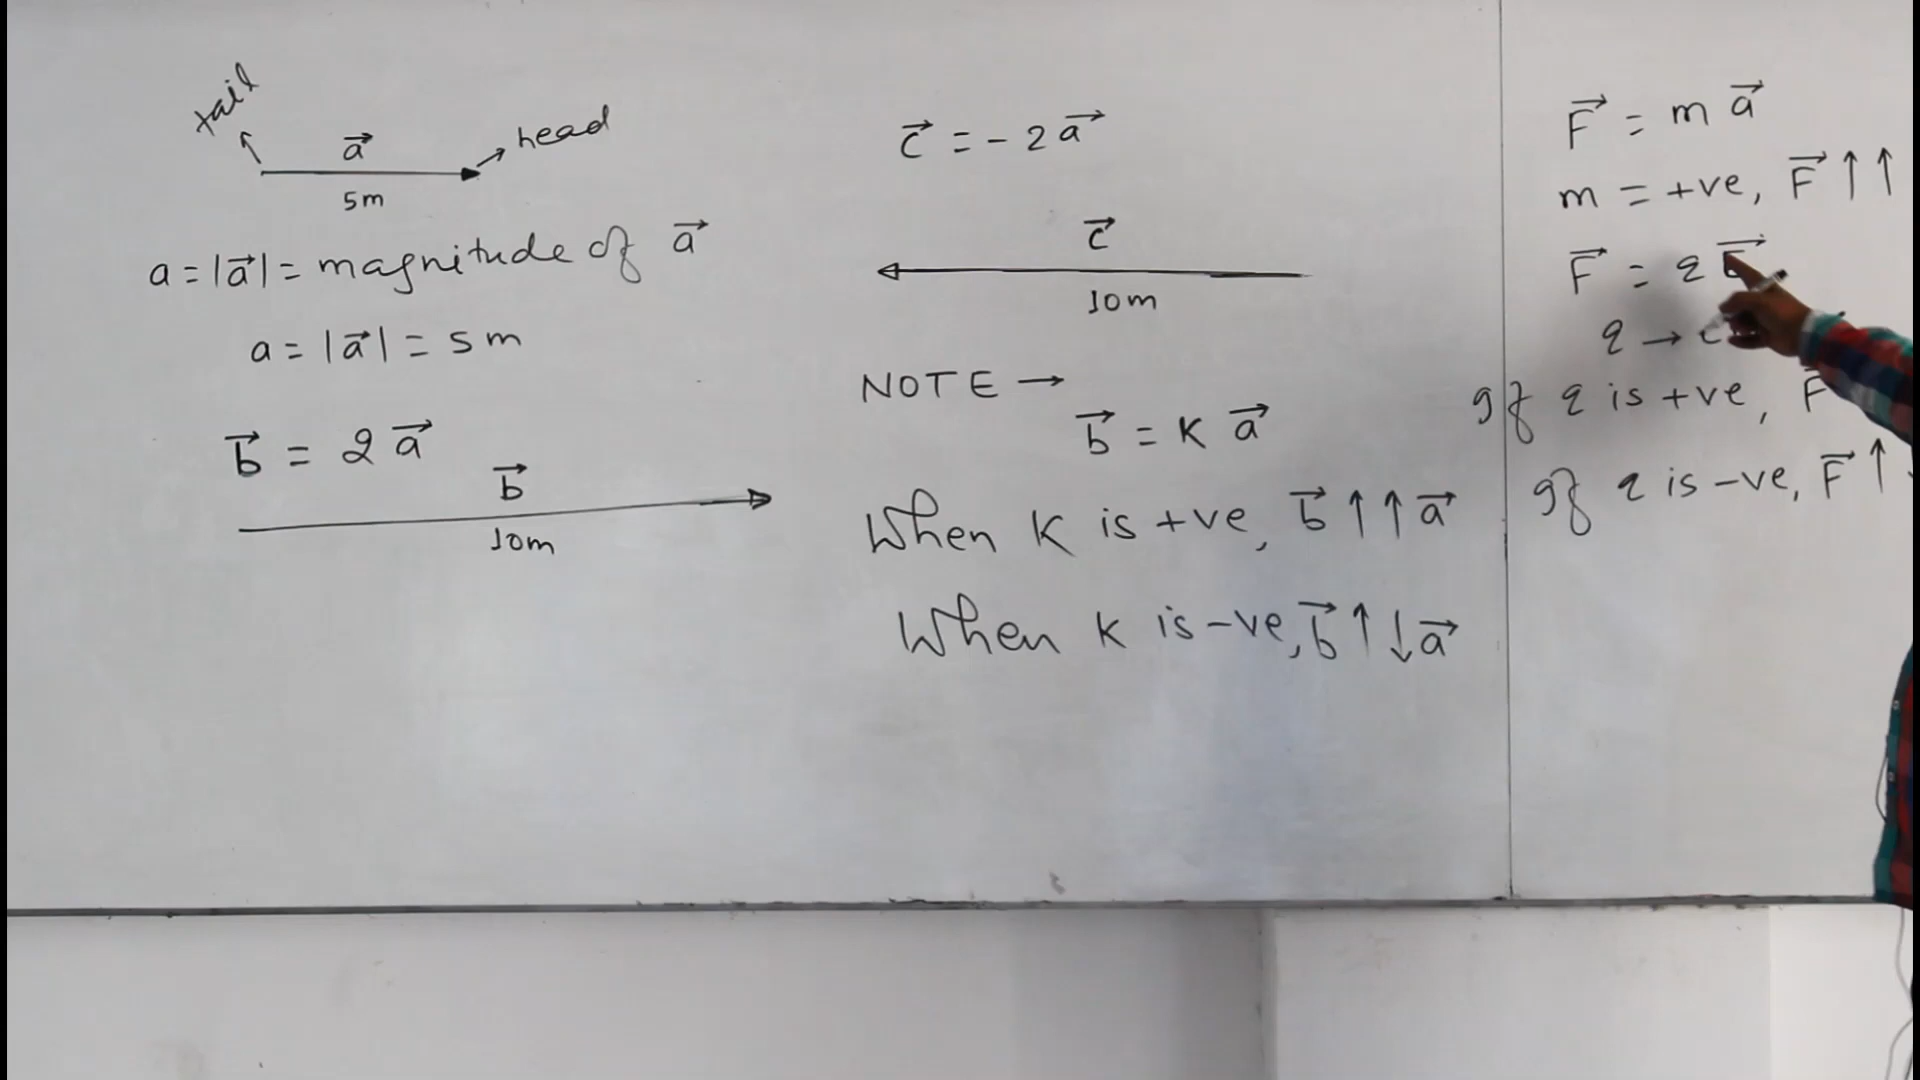 tail
a⃗
head
5m
a = |a⃗| = magnitude of a⃗
a = |a⃗| = 5 m
b⃗ = 2 a⃗
b⃗
10m
c⃗ = - 2 a⃗
c⃗
10m
NOTE →
b⃗ = K a⃗
When K is +ve, b⃗ ↑ ↑ a⃗
When K is -ve, b⃗ ↑ ↓ a⃗
F⃗ = m a⃗
m = +ve, F⃗ ↑ ↑
F⃗ = q
q →
If q is +ve, F⃗
If q is -ve, F⃗ ↑